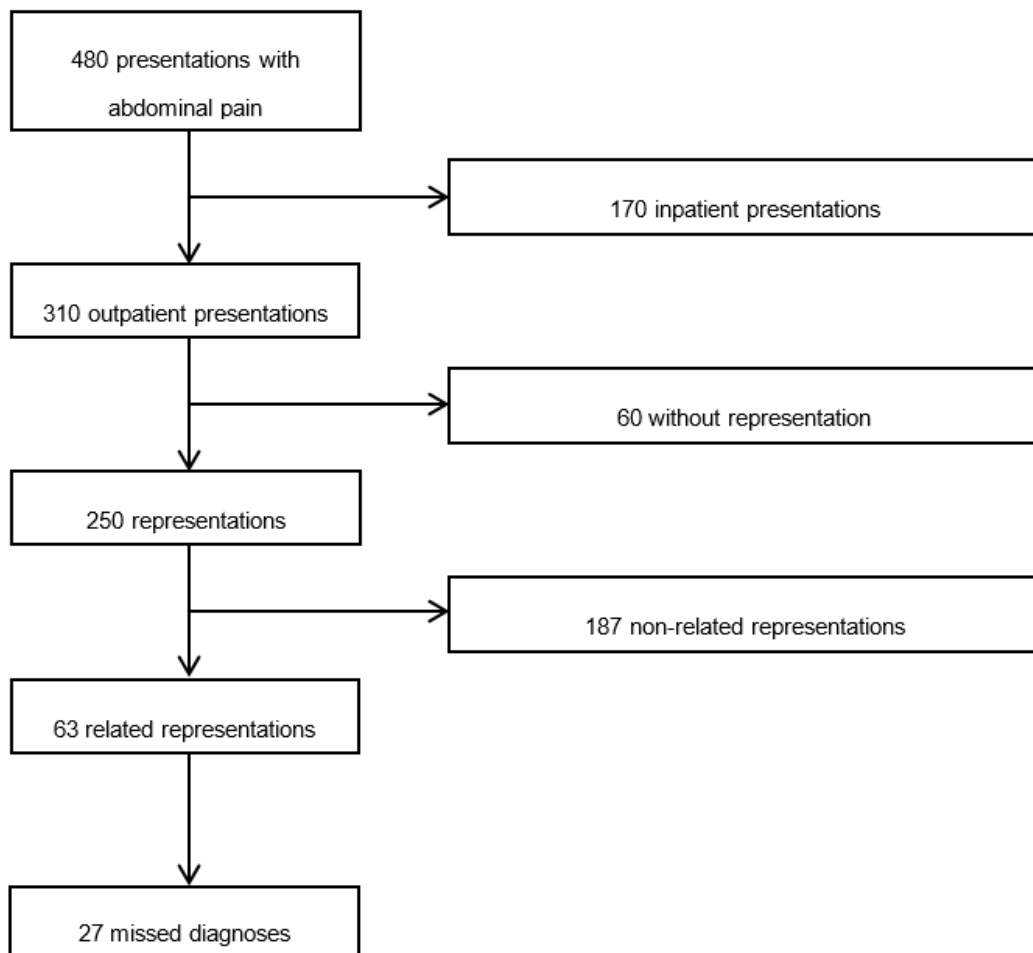 480 presentations with
abdominal pain
170 inpatient presentations
310 outpatient presentations
60 without representation
250 representations
187 non-related representations
63 related representations
27 missed diagnoses